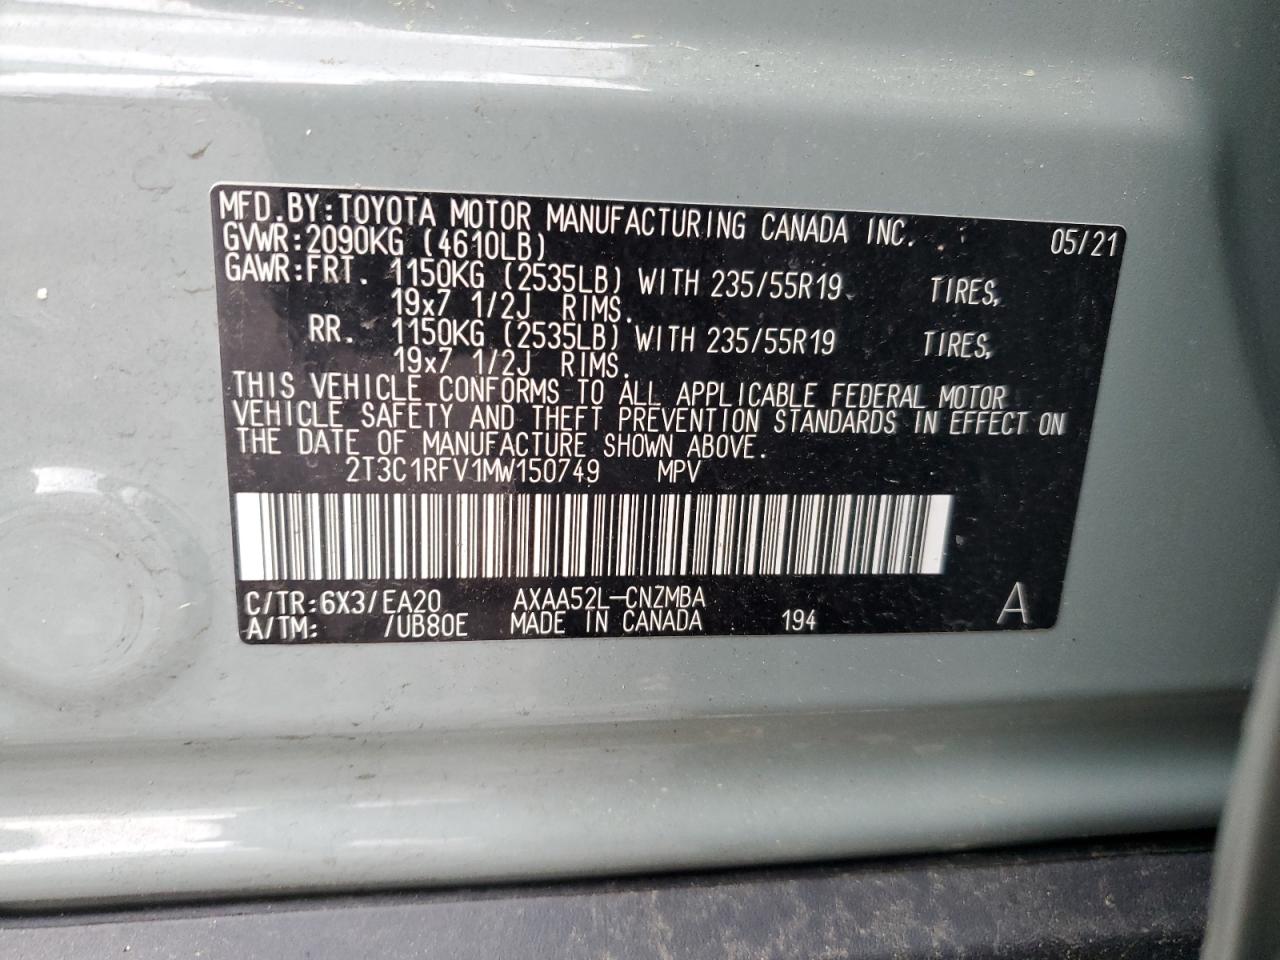 MFD.BY:TOYOTA MOTOR MANUFACTURING CANADA INC. 05/21
GVWR:2090KG (4610LB)
GAWR:FRT. 1150KG (2535LB) WITH 235/55R19 TIRES,
19x7 1/2J RIMS.
RR. 1150KG (2535LB) WITH 235/55R19 TIRES,
19x7 1/2J RIMS.
THIS VEHICLE CONFORMS TO ALL APPLICABLE FEDERAL MOTOR
VEHICLE SAFETY AND THEFT PREVENTION STANDARDS IN EFFECT ON
THE DATE OF MANUFACTURE SHOWN ABOVE.
2T3C1RFV1MW150749 MPV
C/TR:6X3/EA20 AXAA52L-CNZMBA A
A/TM: /UB80E MADE IN CANADA 194